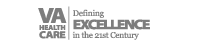 VA
HEALTH
CARE
Defining
EXCELLENCE
in the 21st Century